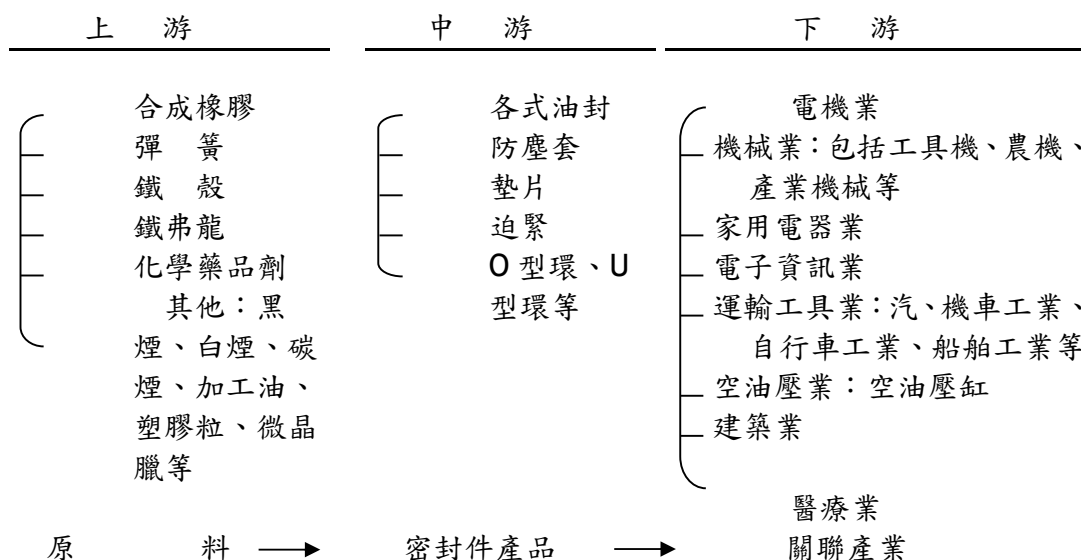 上 游
合成橡膠
彈 簧
鐵 殼
鐵弗龍
化學藥品劑
其他：黑
煙、白煙、碳
煙、加工油、
塑膠粒、微晶
臘等
原 料
中 游
各式油封
防塵套
墊片
迫緊
O 型環、U
型環等
密封件產品
下 游
電機業
機械業：包括工具機、農機、
產業機械等
家用電器業
電子資訊業
運輸工具業：汽、機車工業、
自行車工業、船舶工業等
空油壓業：空油壓缸
建築業
醫療業
關聯產業